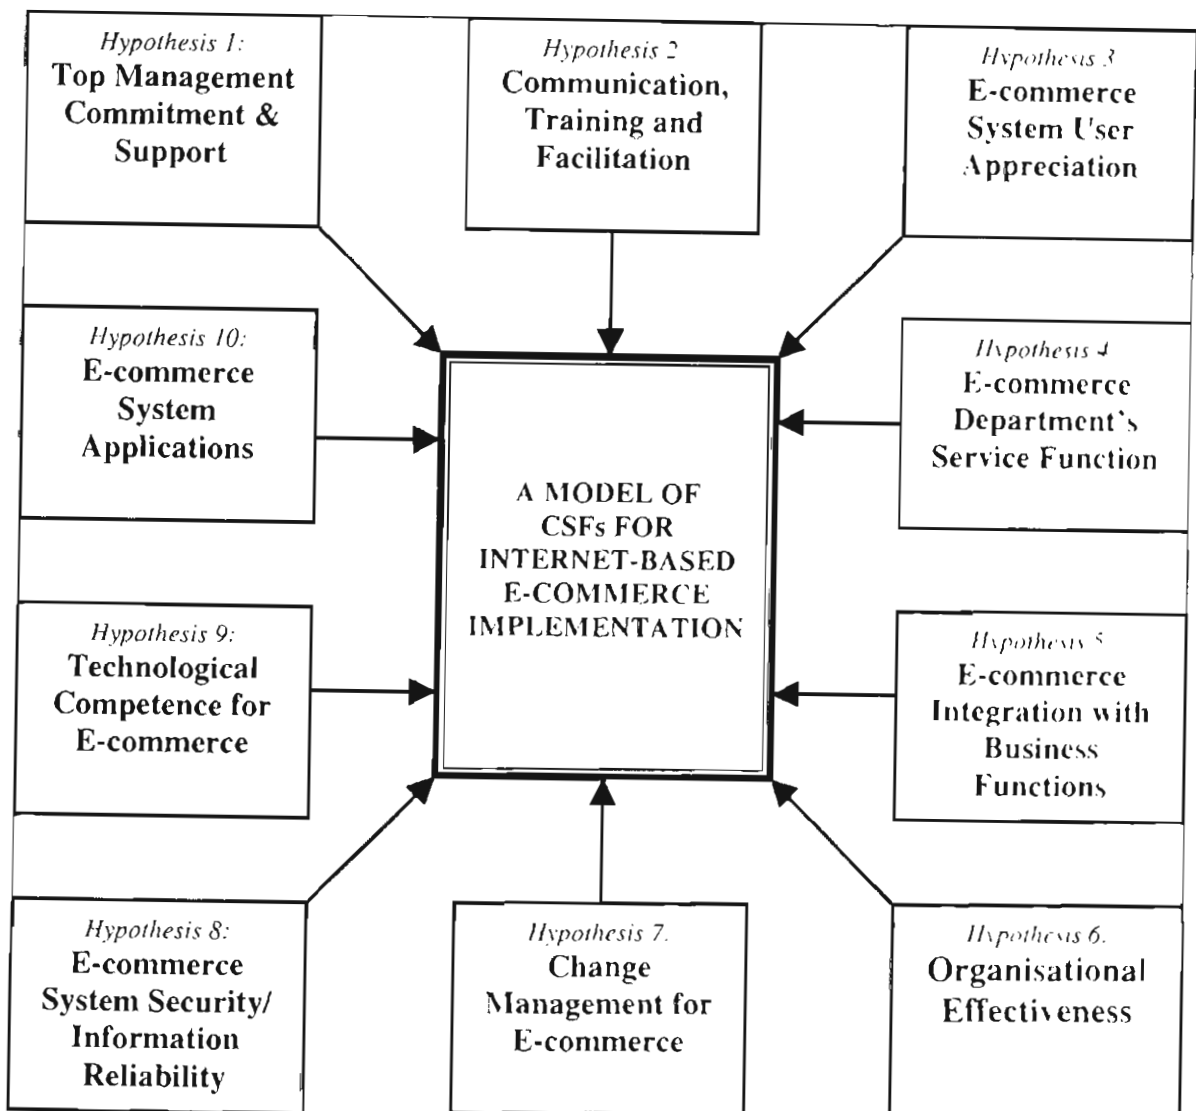 Hypothesis 1:
Top Management
Commitment &
Support
Hypothesis 2
Communication,
Training and
Facilitation
Hypothesis 3
E-commerce
System User
Appreciation
Hypothesis 10:
E-commerce
System
Applications
Hypothesis 4
E-commerce
Department's
Service Function
A MODEL OF
CSFs FOR
INTERNET-BASED
E-COMMERCE
IMPLEMENTATION
Hypothesis 9:
Technological
Competence for
E-commerce
Hypothesis 5
E-commerce
Integration with
Business
Functions
Hypothesis 8:
E-commerce
System Security/
Information
Reliability
Hypothesis 7.
Change
Management for
E-commerce
Hypothesis 6.
Organisational
Effectiveness